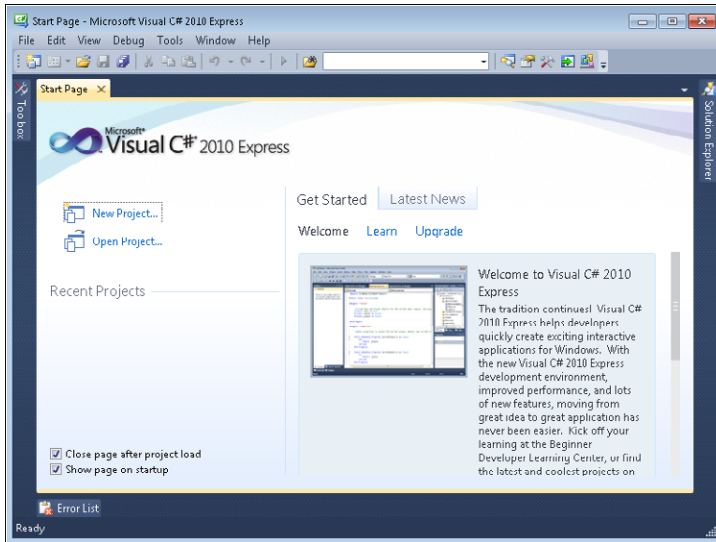 Start Page - Microsoft Visual C# 2010 Express
File Edit View Debug Tools Window Help
Toolbox
Start Page
Solution Explorer
Microsoft®
Visual C#® 2010 Express
New Project...
Open Project...
Recent Projects
Close page after project load
Show page on startup
Get Started Latest News
Welcome Learn Upgrade
Welcome to Visual C# 2010
Express
The tradition continues! Visual C#
2010 Express helps developers
quickly create exciting interactive
applications for Windows. With
the new Visual C# 2010 Express
development environment,
improved performance, and lots
of new features, moving from
great idea to great application has
never been easier. Kick off your
learning at the Beginner
Developer Learning Center, or find
the latest and coolest projects on
Error List
Ready